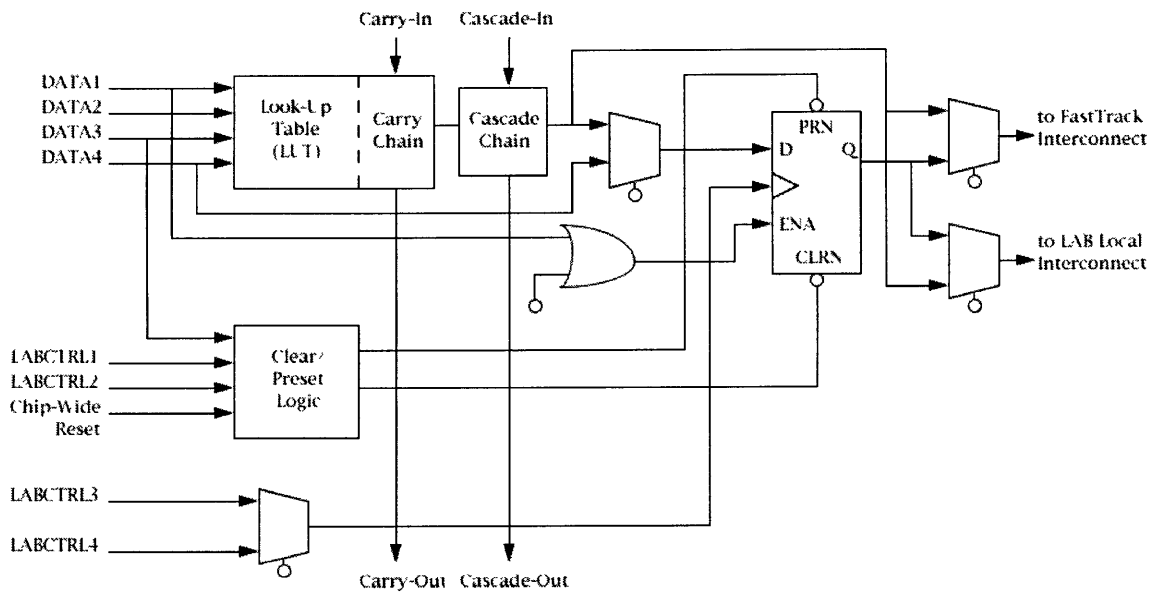 Carry-In Cascade-In
DATA1
DATA2
DATA3
DATA4
Look-Up
Table
(LUT)
Carry
Chain
Cascade
Chain
PRN
D Q
ENA
CLRN
to FastTrack
Interconnect
to LAB Local
Interconnect
LABCTRL1
LABCTRL2
Chip-Wide
Reset
Clear/
Preset
Logic
LABCTRL3
LABCTRL4
Carry-Out Cascade-Out